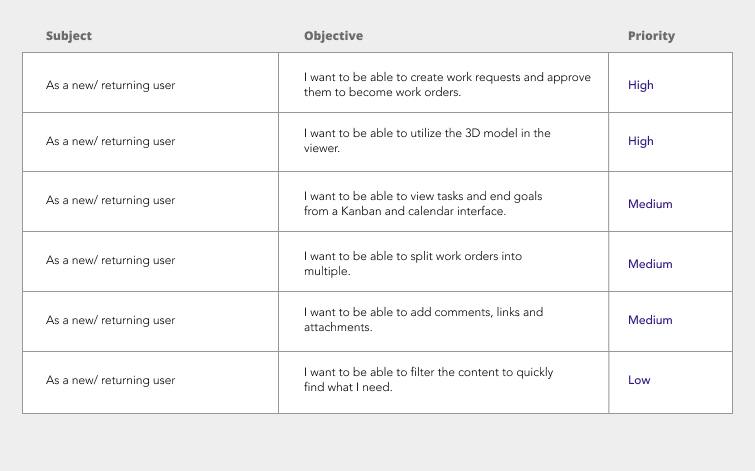 Subject Objective Priority
As a new/ returning user
I want to be able to create work requests and approve
them to become work orders.
High
As a new/ returning user
I want to be able to utilize the 3D model in the
viewer.
High
As a new/ returning user
I want to be able to view tasks and end goals
from a Kanban and calendar interface.
Medium
As a new/ returning user
I want to be able to split work orders into
multiple.
Medium
As a new/ returning user
I want to be able to add comments, links and
attachments.
Medium
As a new/ returning user
I want to be able to filter the content to quickly
find what I need.
Low